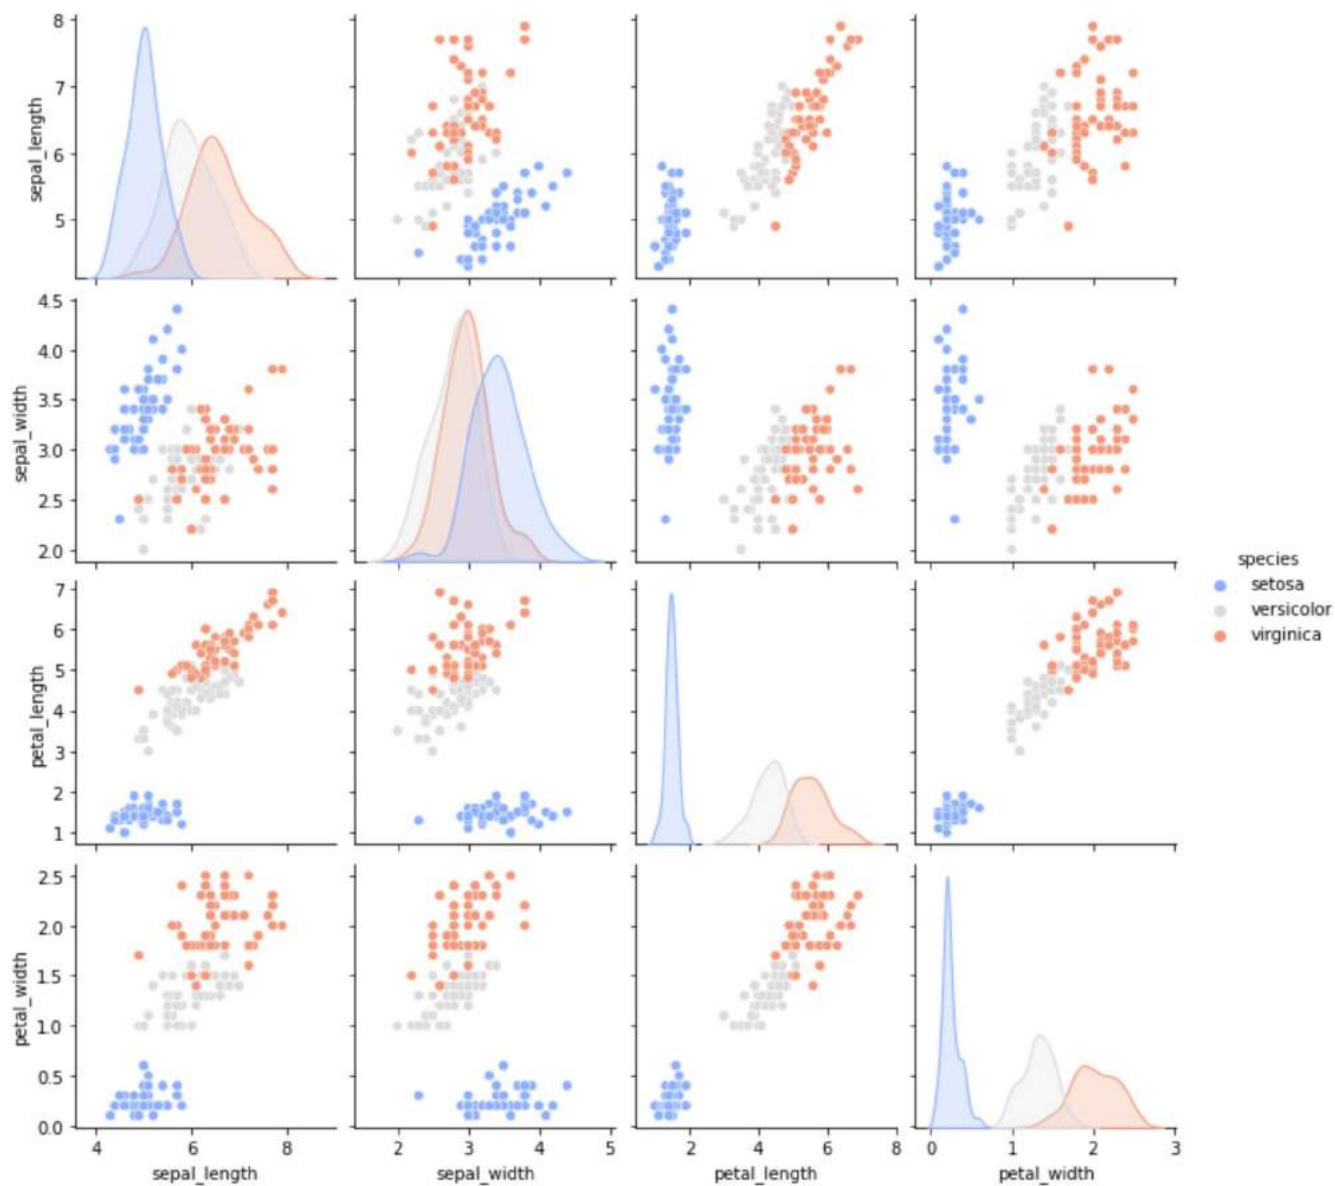 8
7
6
5
sepal_length
4.5
4.0
3.5
3.0
2.5
2.0
sepal_width
species
setosa
versicolor
virginica
7
6
5
4
3
2
1
petal_length
2.5
2.0
1.5
1.0
0.5
0.0
petal_width
4 6 8 2 3 4 5 2 4 6 8 0 1 2 3
sepal_length sepal_width petal_length petal_width